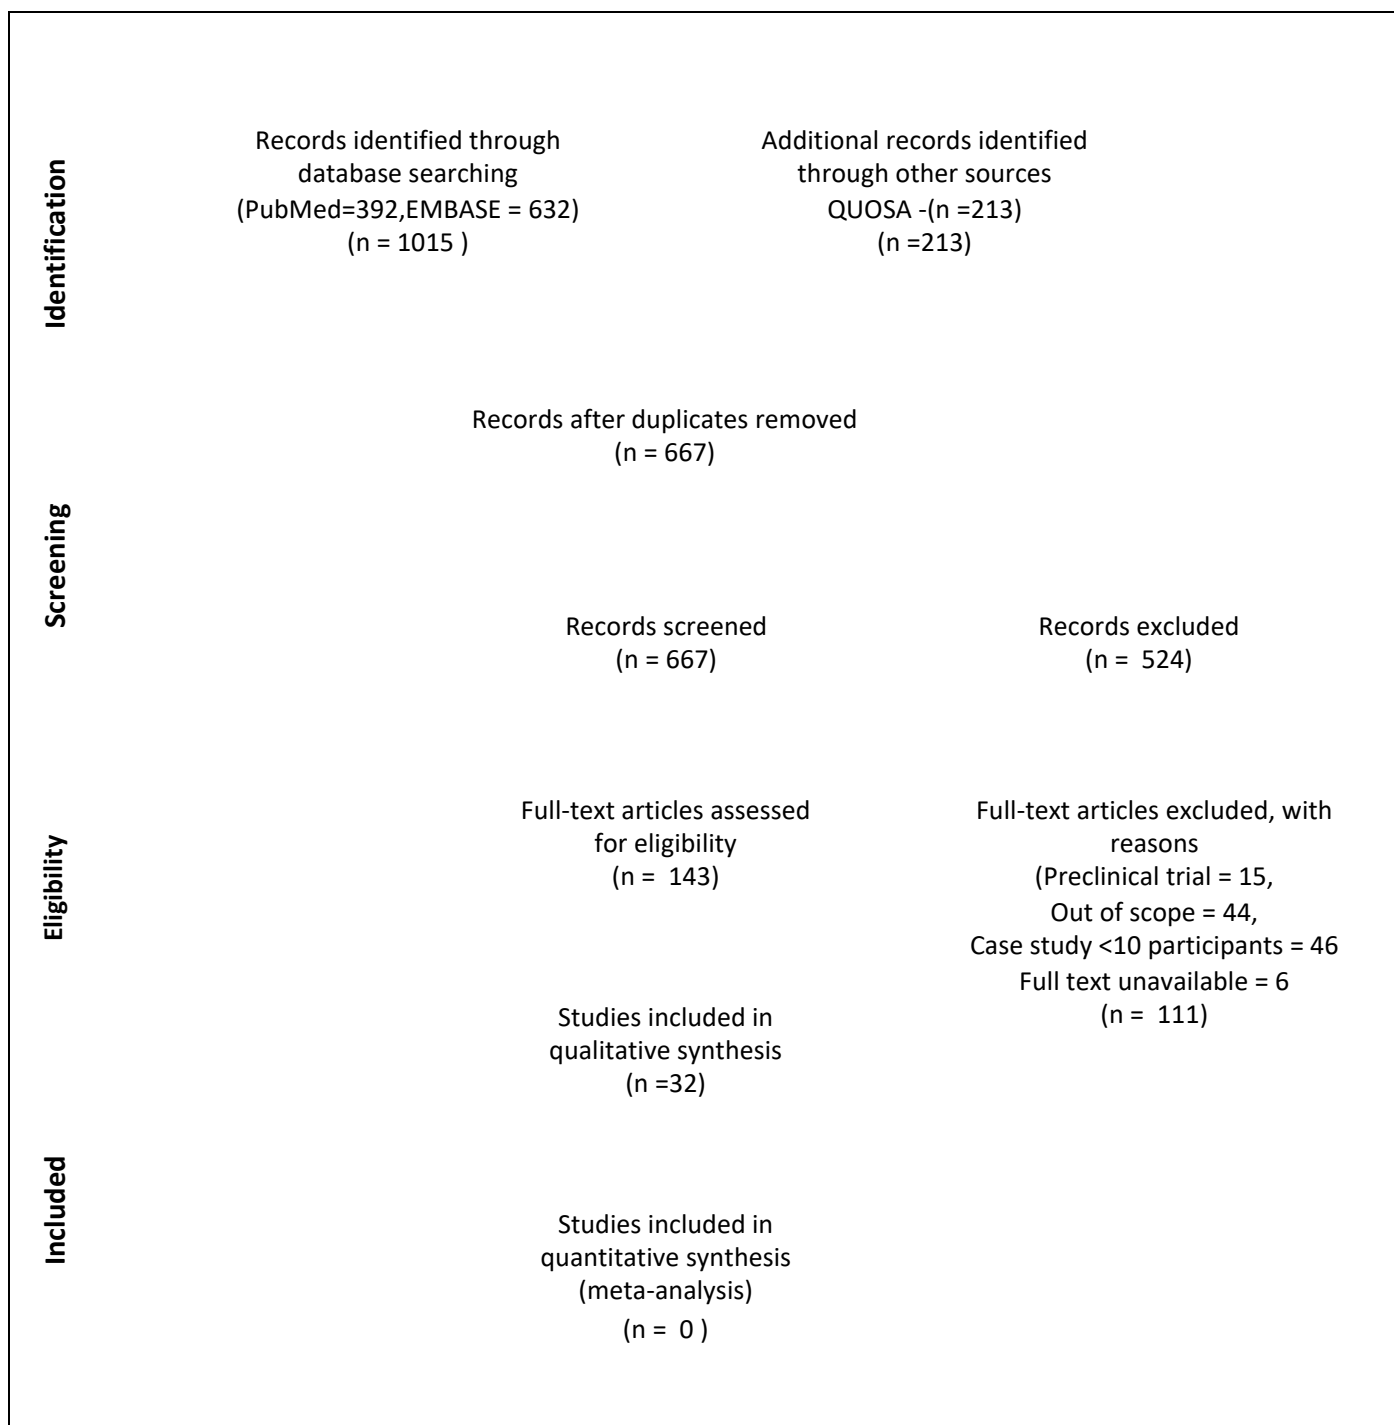 Identification
Records identified through
database searching
(PubMed=392,EMBASE = 632)
(n = 1015 )
Additional records identified
through other sources
QUOSA -(n =213)
(n =213)
Records after duplicates removed
(n = 667)
Screening
Records screened
(n = 667)
Records excluded
(n =  524)
Eligibility
Full-text articles assessed
for eligibility
(n =  143)
Full-text articles excluded, with
reasons
(Preclinical trial = 15,
Out of scope = 44,
Case study <10 participants = 46
Full text unavailable = 6
(n =  111)
Studies included in
qualitative synthesis
(n =32)
Included
Studies included in
quantitative synthesis
(meta-analysis)
(n =  0 )